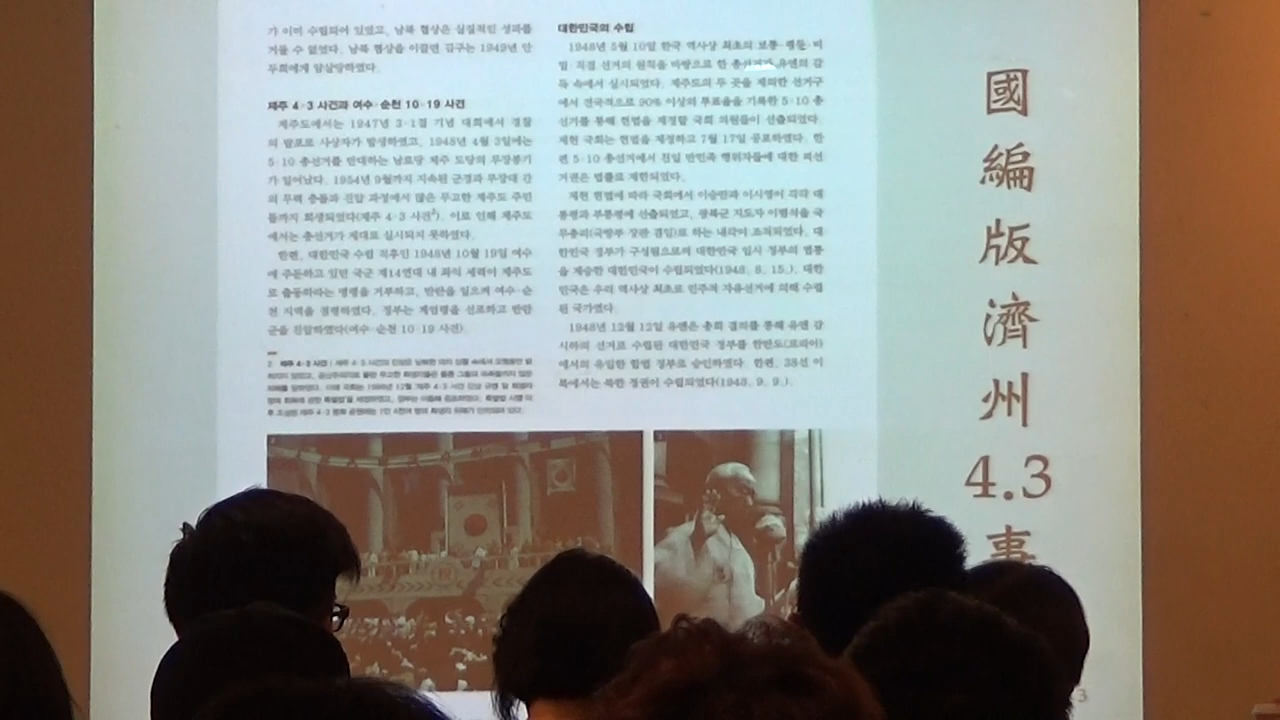 가 이미 수립되어 있었고, 남북 협상은 실질적인 성과를
거둘 수 없었다. 남북 협상을 이끌던 김구는 1949년 안
두희에게 암살당하였다.
제주 4·3 사건과 여수·순천 10·19 사건
제주도에서는 1947년 3·1절 기념 대회에서 경찰
의 발포로 사상자가 발생하였고, 1948년 4월 3일에는
5·10 총선거를 반대하는 남로당 제주 도당의 무장봉기
가 일어났다. 1954년 9월까지 지속된 군경과 무장대 간
의 무력 충돌과 진압 과정에서 많은 무고한 제주도 주민
들까지 희생되었다(제주 4·3 사건²). 이로 인해 제주도
에서는 총선거가 제대로 실시되지 못하였다.
한편, 대한민국 수립 직후인 1948년 10월 19일 여수
에 주둔하고 있던 국군 제14연대 내 좌익 세력이 제주도
로 출동하라는 명령을 거부하고, 반란을 일으켜 여수·순
천 지역을 점령하였다. 정부는 계엄령을 선포하고 반란
군을 진압하였다(여수·순천 10·19 사건).
2 제주 4·3 사건
대한민국의 수립
1948년 5월 10일 한국 역사상 최초의 보통·평등·비
밀·직접 선거의 원칙을 바탕으로 한 총선거가 유엔의 감
독 속에서 실시되었다. 제주도의 두 곳을 제외한 선거구
에서 전국적으로 90% 이상의 투표율을 기록한 5·10 총
선거를 통해 헌법을 제정할 국회 의원들이 선출되었다.
제헌 국회는 헌법을 제정하고 7월 17일 공포하였다. 한
편 5·10 총선거에서 친일 반민족 행위자들에 대한 피선
거권은 법률로 제한되었다.
제헌 헌법에 따라 국회에서 이승만과 이시영이 각각 대
통령과 부통령에 선출되었고, 광복군 지도자 이범석을 국
무총리(국방부 장관 겸임)로 하는 내각이 조직되었다. 대
한민국 정부가 구성됨으로써 대한민국 임시 정부의 법통
을 계승한 대한민국이 수립되었다(1948. 8. 15.). 대한
민국은 우리 역사상 최초로 민주적 자유선거에 의해 수립
된 국가였다.
1948년 12월 12일 유엔은 총회 결의를 통해 유엔 감
시하의 선거로 수립된 대한민국 정부를 한반도(코리아)
에서의 유일한 합법 정부로 승인하였다. 한편, 38선 이
북에서는 북한 정권이 수립되었다(1948. 9. 9.).
國編版濟州4.3事